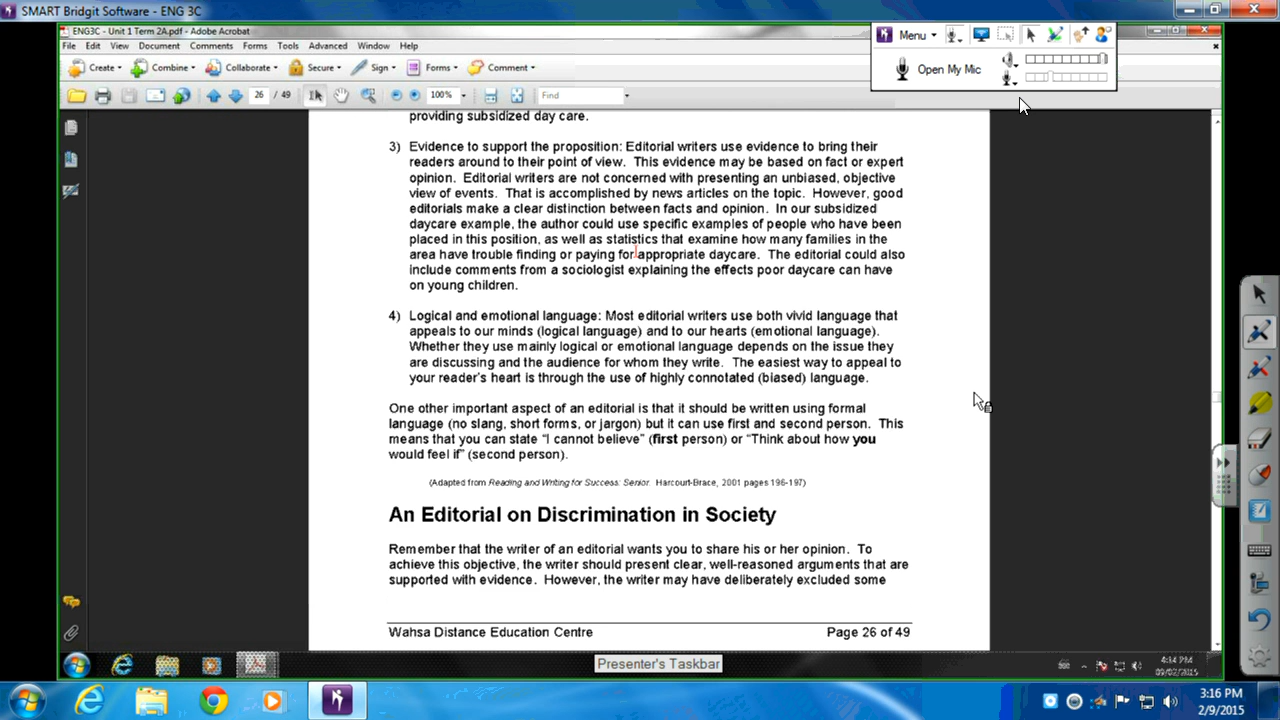 SMART Bridgit Software - ENG 3C
ENG3C - Unit 1 Term 2A.pdf - Adobe Acrobat
File Edit View Document Comments Forms Tools Advanced Window Help
Menu
Create Combine Collaborate Secure Sign Forms Comment
Open My Mic
26 / 49 100% Find
providing subsidized day care.
3) Evidence to support the proposition: Editorial writers use evidence to bring their
readers around to their point of view. This evidence may be based on fact or expert
opinion. Editorial writers are not concerned with presenting an unbiased, objective
view of events. That is accomplished by news articles on the topic. However, good
editorials make a clear distinction between facts and opinion. In our subsidized
daycare example, the author could use specific examples of people who have been
placed in this position, as well as statistics that examine how many families in the
area have trouble finding or paying for appropriate daycare. The editorial could also
include comments from a sociologist explaining the effects poor daycare can have
on young children.
4) Logical and emotional language: Most editorial writers use both vivid language that
appeals to our minds (logical language) and to our hearts (emotional language).
Whether they use mainly logical or emotional language depends on the issue they
are discussing and the audience for whom they write. The easiest way to appeal to
your reader's heart is through the use of highly connotated (biased) language.
One other important aspect of an editorial is that it should be written using formal
language (no slang, short forms, or jargon) but it can use first and second person. This
means that you can state "I cannot believe" (first person) or "Think about how you
would feel if" (second person).
(Adapted from Reading and Writing for Success: Senior. Harcourt-Brace, 2001 pages 196-197)
An Editorial on Discrimination in Society
Remember that the writer of an editorial wants you to share his or her opinion. To
achieve this objective, the writer should present clear, well-reasoned arguments that are
supported with evidence. However, the writer may have deliberately excluded some
Wahsa Distance Education Centre Page 26 of 49
Presenter's Taskbar
3:16 PM
2/9/2015